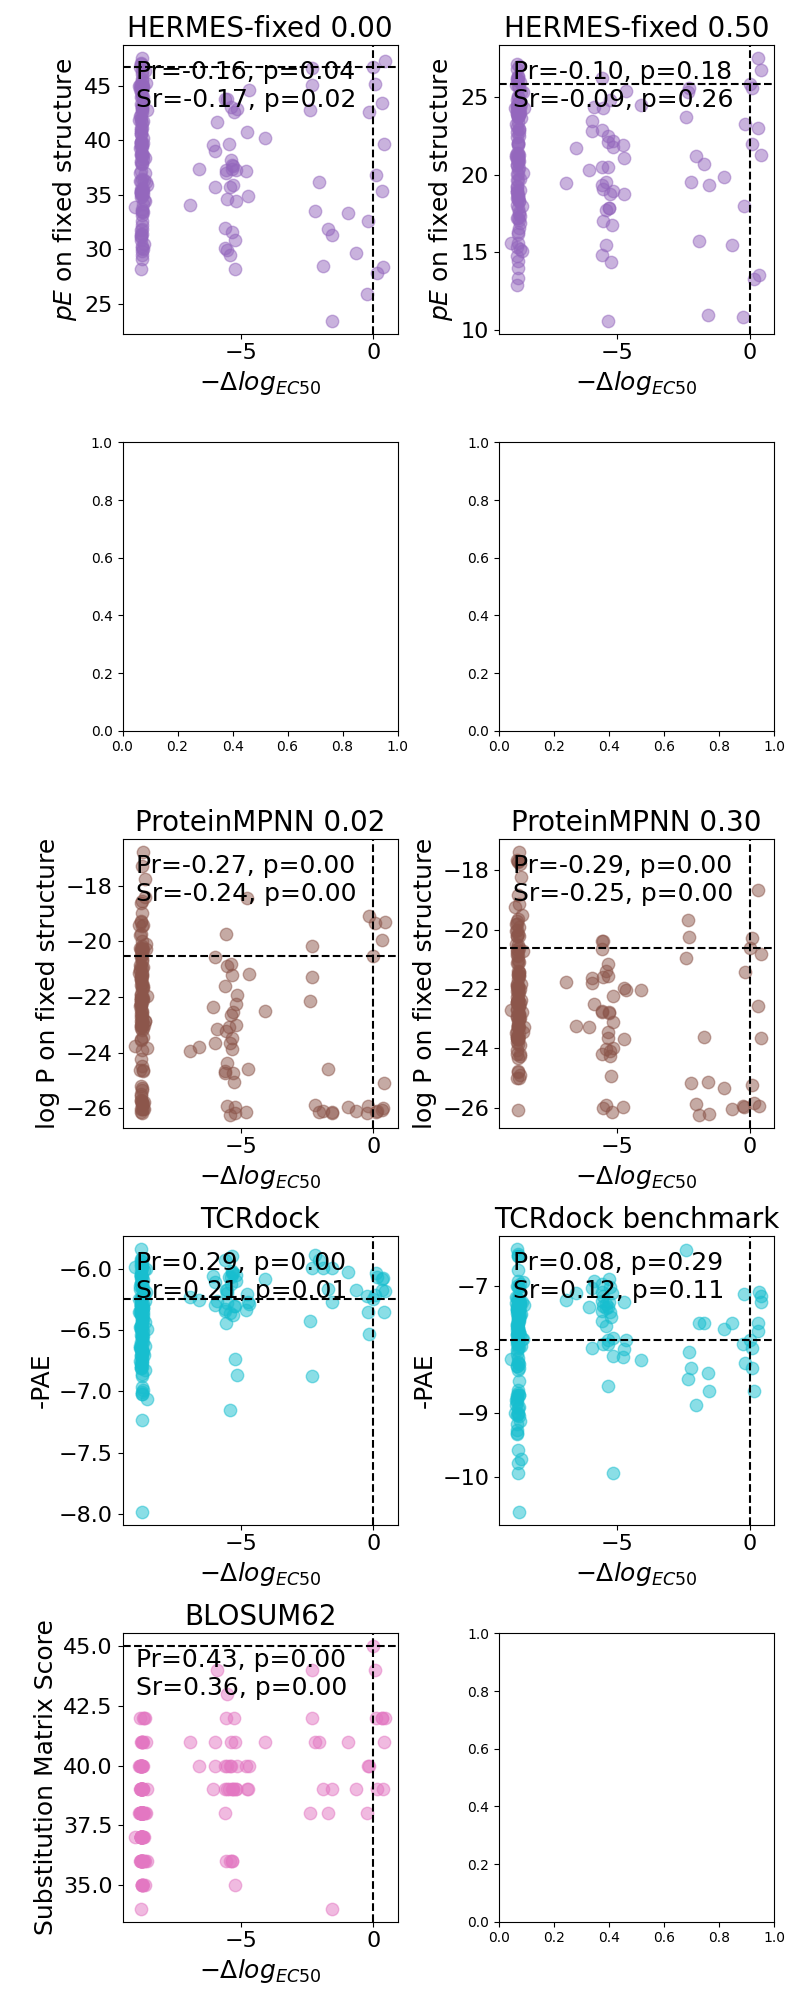 HERMES-fixed 0.00
Pr=-0.16, p=0.04
Sr=-0.17, p=0.02
45
40
35
30
25
pE on fixed structure
−5
0
−Δlog_EC50
HERMES-fixed 0.50
Pr=-0.10, p=0.18
Sr=-0.09, p=0.26
25
20
15
10
pE on fixed structure
−5
0
−Δlog_EC50
1.0
0.8
0.6
0.4
0.2
0.0
0.0 0.2 0.4 0.6 0.8 1.0
1.0
0.8
0.6
0.4
0.2
0.0
0.0 0.2 0.4 0.6 0.8 1.0
ProteinMPNN 0.02
Pr=-0.27, p=0.00
Sr=-0.24, p=0.00
−18
−20
−22
−24
−26
log P on fixed structure
−5
0
−Δlog_EC50
ProteinMPNN 0.30
Pr=-0.29, p=0.00
Sr=-0.25, p=0.00
−18
−20
−22
−24
−26
log P on fixed structure
−5
0
−Δlog_EC50
TCRdock
Pr=0.29, p=0.00
Sr=0.21, p=0.01
−6.0
−6.5
−7.0
−7.5
−8.0
-PAE
−5
0
−Δlog_EC50
TCRdock benchmark
Pr=0.08, p=0.29
Sr=0.12, p=0.11
−7
−8
−9
−10
-PAE
−5
0
−Δlog_EC50
BLOSUM62
Pr=0.43, p=0.00
Sr=0.36, p=0.00
45.0
42.5
40.0
37.5
35.0
Substitution Matrix Score
−5
0
−Δlog_EC50
1.0
0.8
0.6
0.4
0.2
0.0
0.0 0.2 0.4 0.6 0.8 1.0